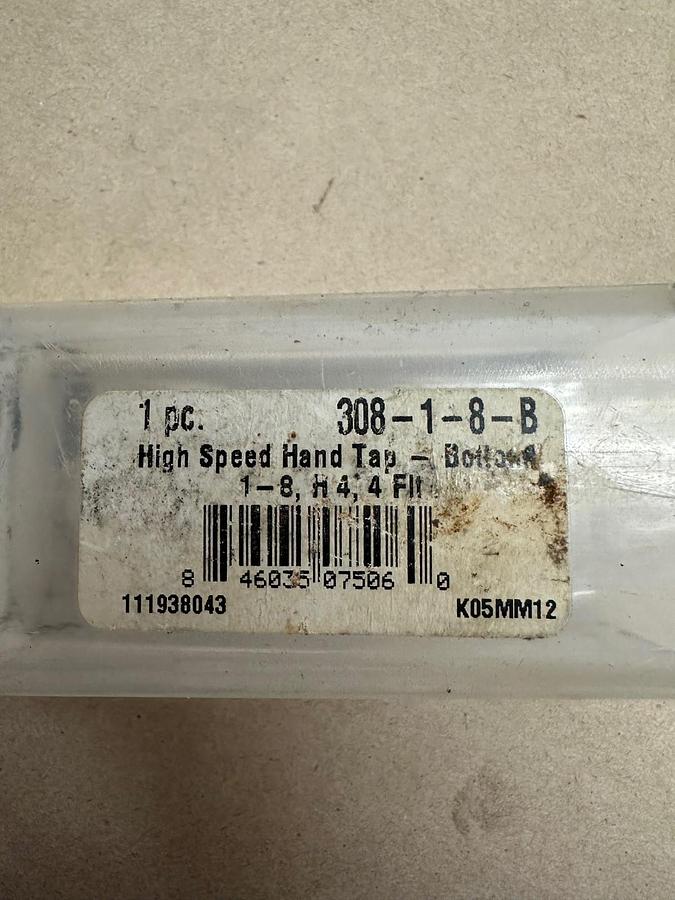 1 pc. 308-1-8-B
High Speed Hand Tap -
1-8, H 4, 4 Flt
8 46035 07506 0
111938043 K05MM12